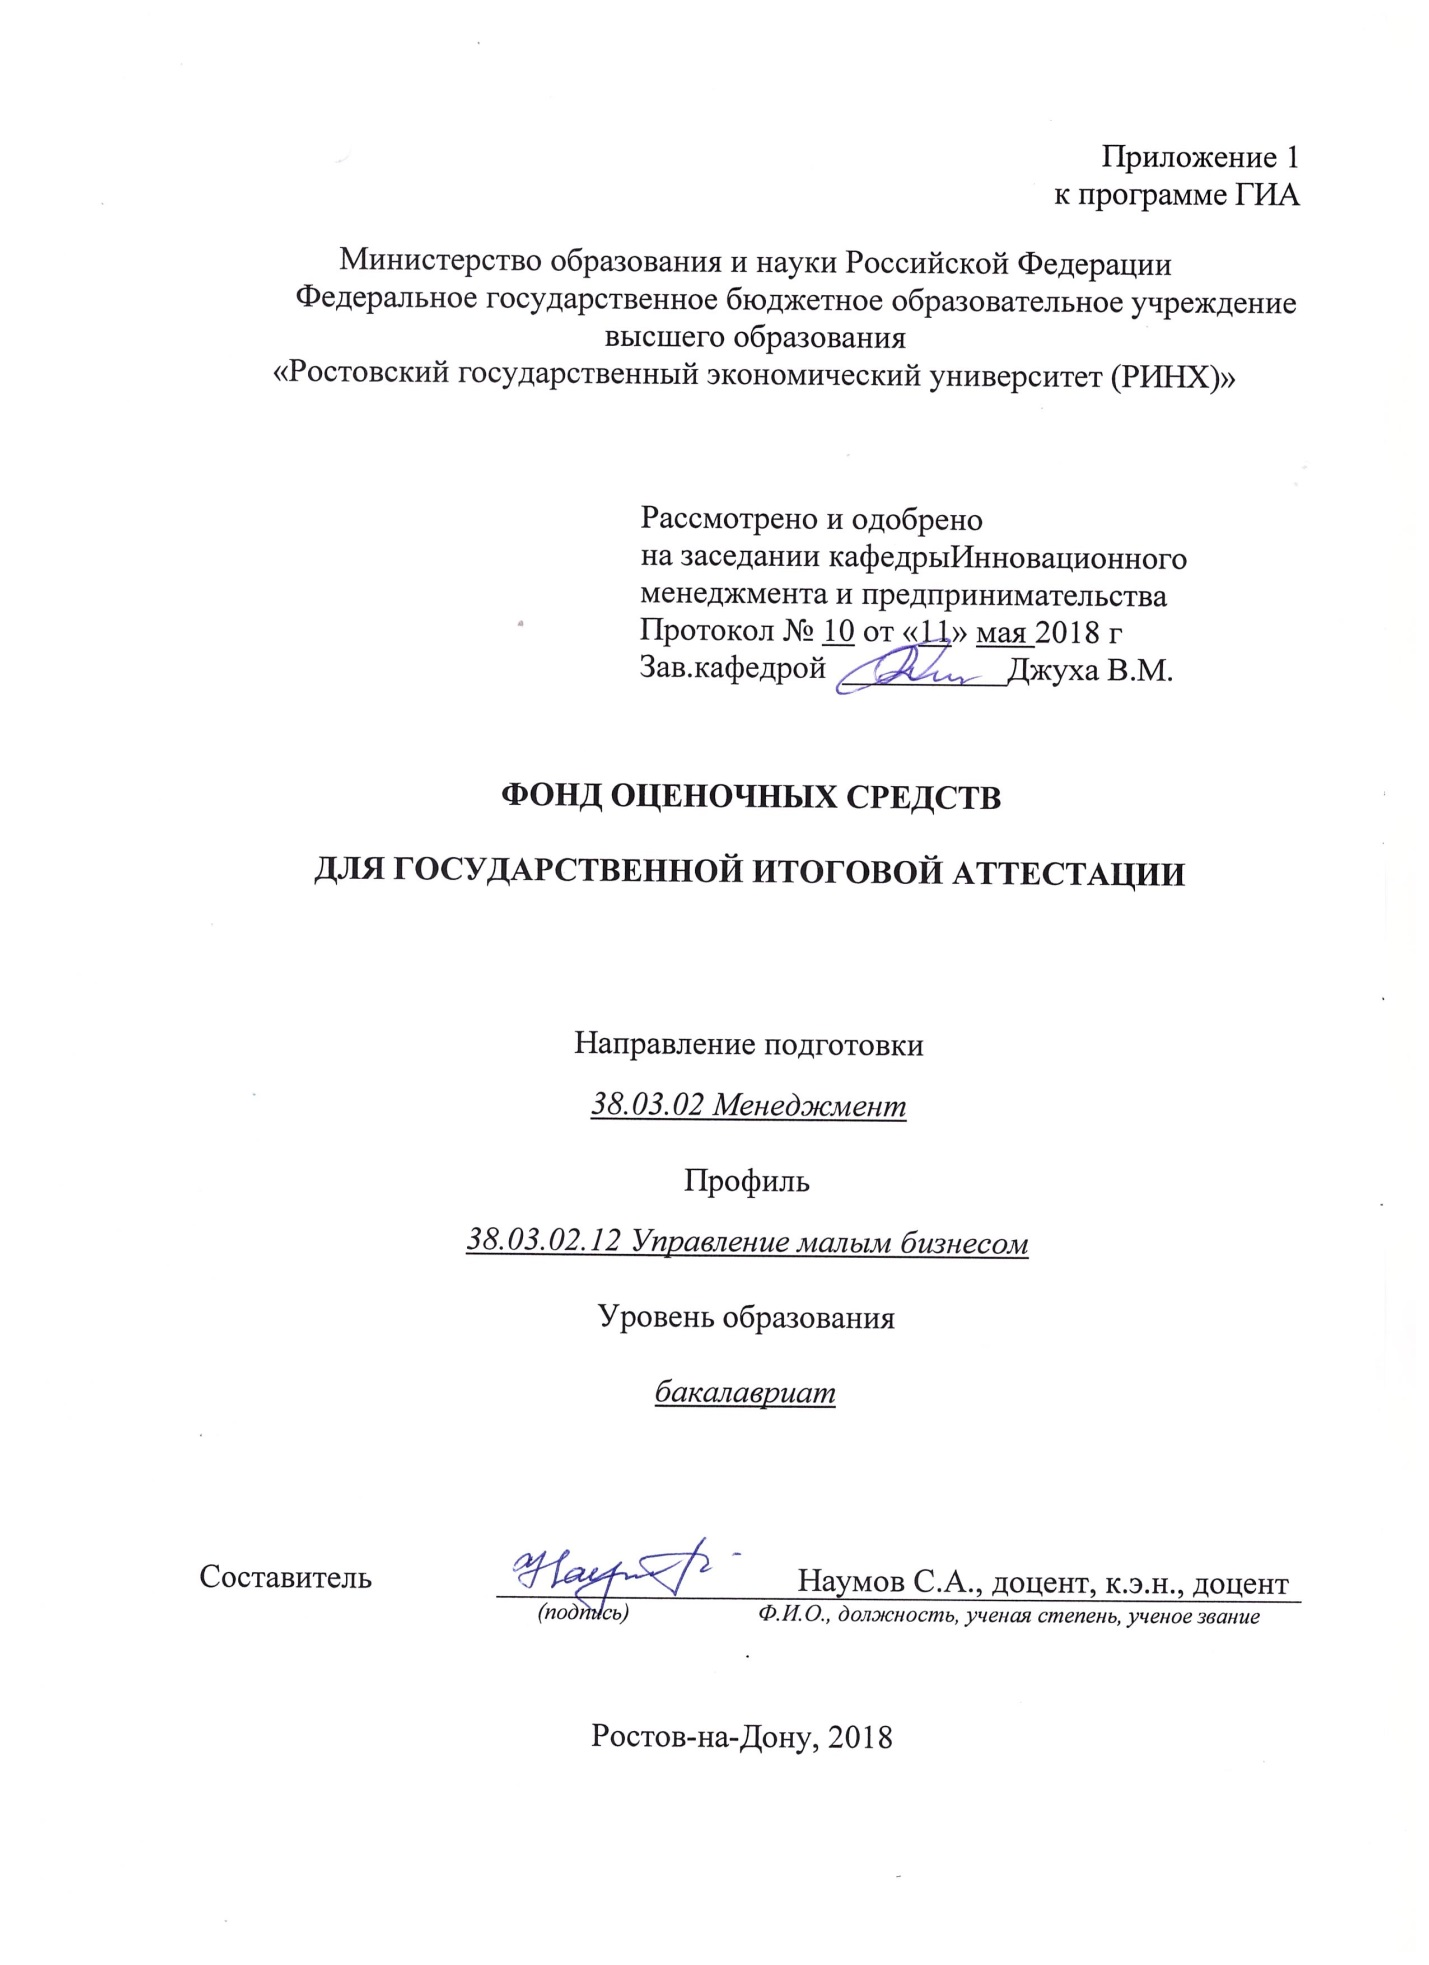 Приложение 1
к программе ГИА
Министерство образования и науки Российской Федерации
Федеральное государственное бюджетное образовательное учреждение
высшего образования
«Ростовский государственный экономический университет (РИНХ)»
Рассмотрено и одобрено
на заседании кафедрыИнновационного
менеджмента и предпринимательства
Протокол № 10 от «11» мая 2018 г
Зав.кафедрой __________Джуха В.М.
ФОНД ОЦЕНОЧНЫХ СРЕДСТВ
ДЛЯ ГОСУДАРСТВЕННОЙ ИТОГОВОЙ АТТЕСТАЦИИ
Направление подготовки
38.03.02 Менеджмент
Профиль
38.03.02.12 Управление малым бизнесом
Уровень образования
бакалавриат
Составитель Наумов С.А., доцент, к.э.н., доцент
(подпись) Ф.И.О., должность, ученая степень, ученое звание
Ростов-на-Дону, 2018